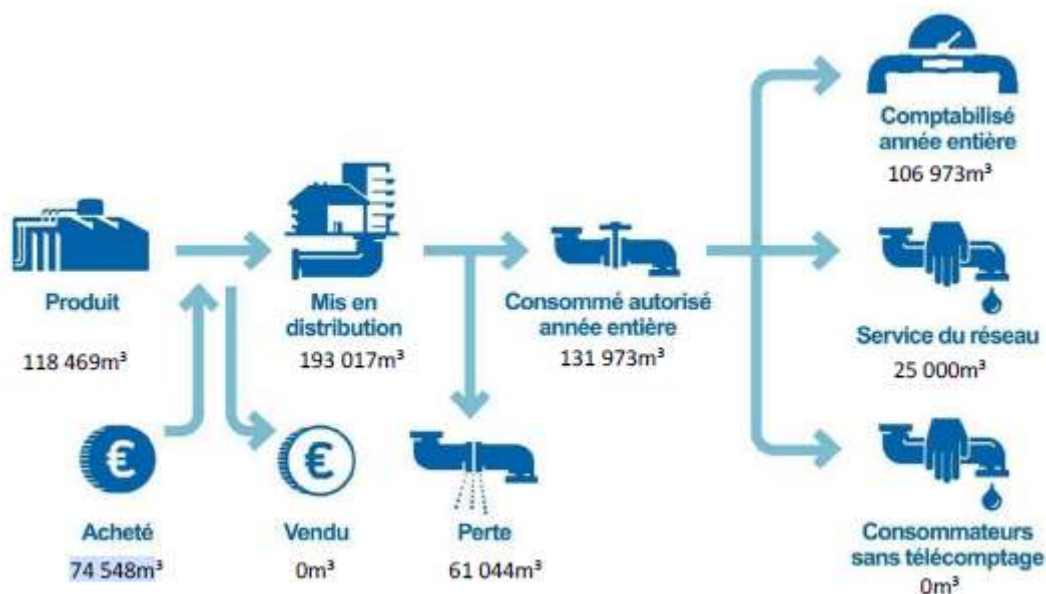 Comptabilisé
année entière
106 973m³
Produit
118 469m³
Mis en
distribution
193 017m³
Consommé autorisé
année entière
131 973m³
Service du réseau
25 000m³
€
Acheté
74 548m³
€
Vendu
0m³
Perte
61 044m³
Consommateurs
sans télécomptage
0m³